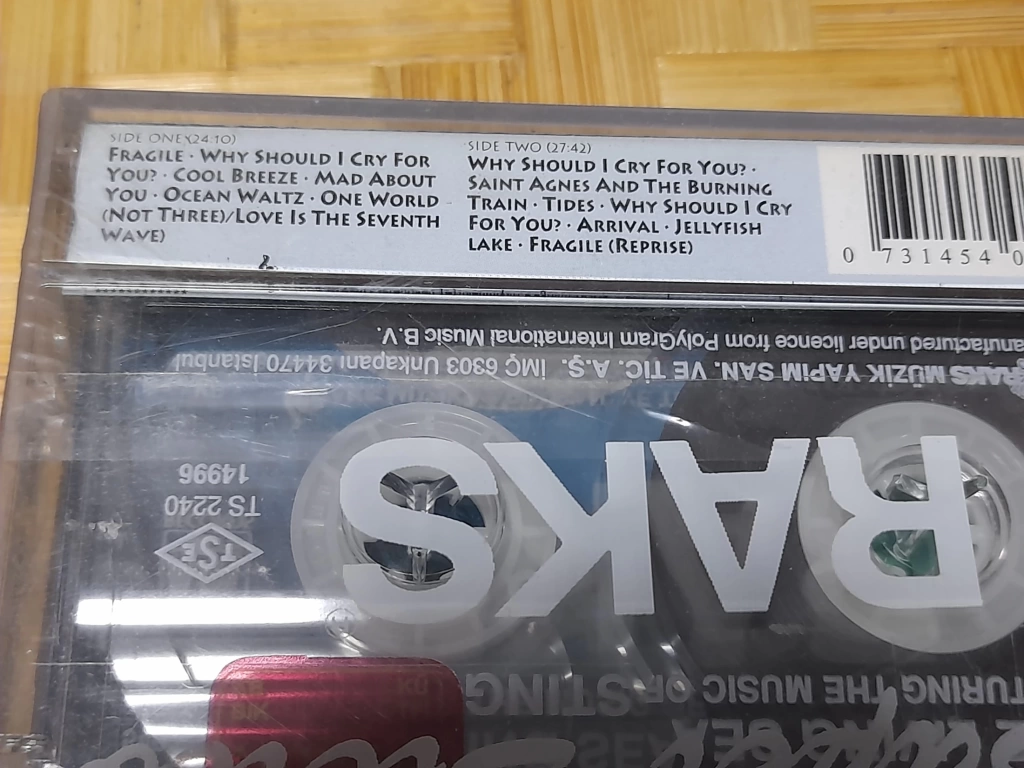 SIDE ONE (24:10)
FRAGILE · WHY SHOULD I CRY FOR
YOU? · COOL BREEZE · MAD ABOUT
YOU · OCEAN WALTZ · ONE WORLD
(NOT THREE)/LOVE IS THE SEVENTH
WAVE)
SIDE TWO (27:42)
WHY SHOULD I CRY FOR YOU? ·
SAINT AGNES AND THE BURNING
TRAIN · TIDES · WHY SHOULD I CRY
FOR YOU? · ARRIVAL · JELLYFISH
LAKE · FRAGILE (REPRISE)
0 731454 0
anufactured under licence from PolyGram International Music B.V.
RAKS MÜZİK YAPIM SAN. VE TİC. A.Ş. İMÇ 6303 Unkapanı 34470 İstanbul
RAKS
14996
TS 2240
TSE
TURING THE MUSIC OF STING